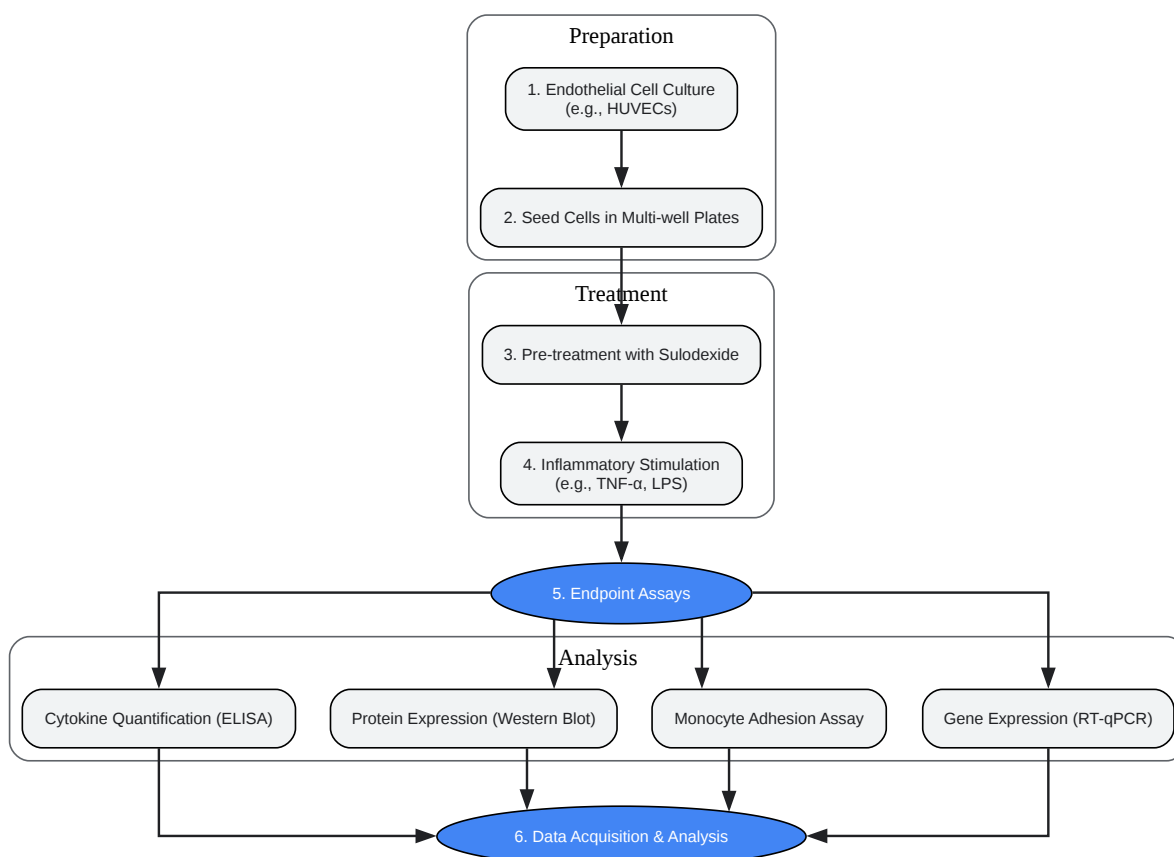 Preparation
1. Endothelial Cell Culture
(e.g., HUVECs)
2. Seed Cells in Multi-well Plates
Treatment
3. Pre-treatment with Sulodexide
4. Inflammatory Stimulation
(e.g., TNF-α, LPS)
5. Endpoint Assays
Analysis
Cytokine Quantification (ELISA)
Protein Expression (Western Blot)
Monocyte Adhesion Assay
Gene Expression (RT-qPCR)
6. Data Acquisition & Analysis